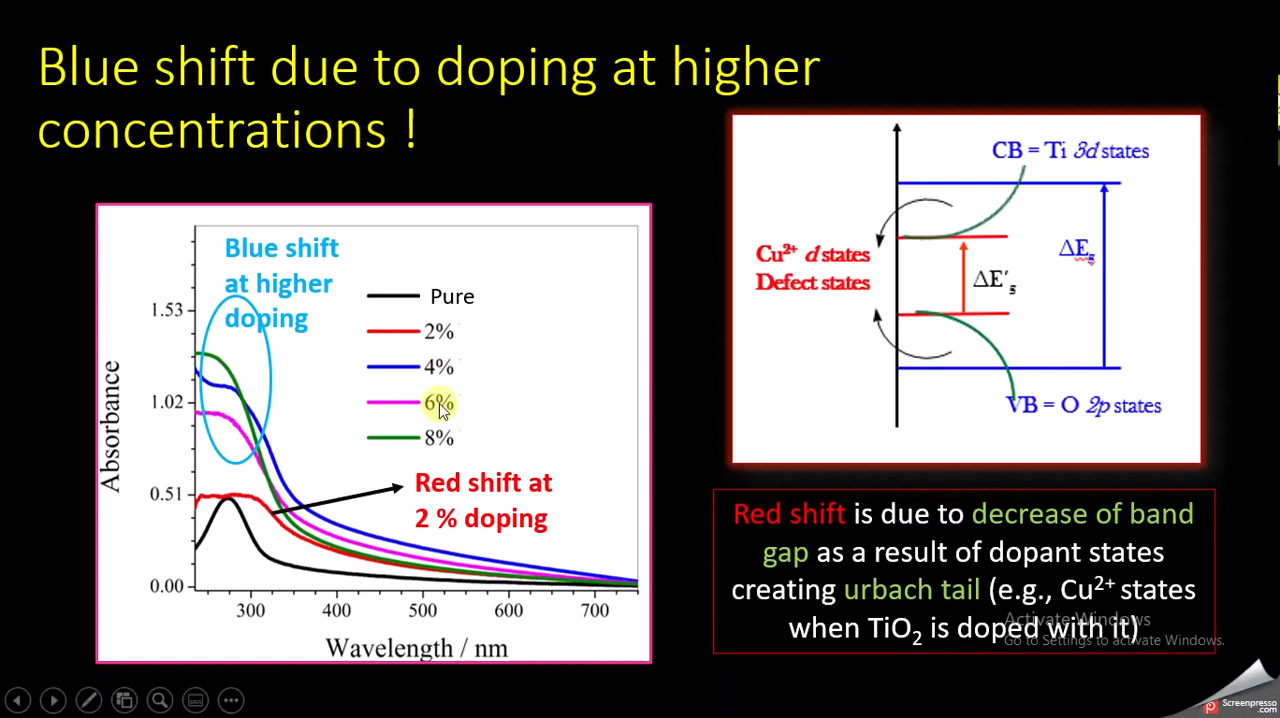 Blue shift due to doping at higher
concentrations !
Blue shift
at higher
doping
Pure
2%
4%
6%
8%
Red shift at
2 % doping
1.53
1.02
0.51
0.00
Absorbance
300
400
500
600
700
Wavelength / nm
CB = Ti 3d states
Cu²⁺ d states
Defect states
ΔE′s
ΔEs
VB = O 2p states
Red shift is due to decrease of band
gap as a result of dopant states
creating urbach tail (e.g., Cu²⁺ states
when TiO₂ is doped with it)
Activate Windows
Go to Settings to activate Windows.
Screenpresso
.com